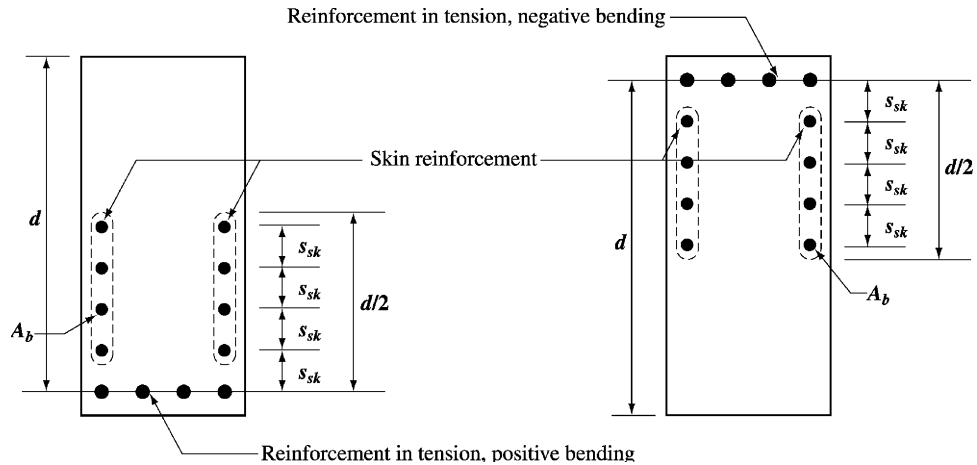 Reinforcement in tension, negative bending
d
Skin reinforcement
s_sk
s_sk
s_sk
s_sk
d/2
A_b
Reinforcement in tension, positive bending
s_sk
s_sk
s_sk
s_sk
d/2
d
A_b